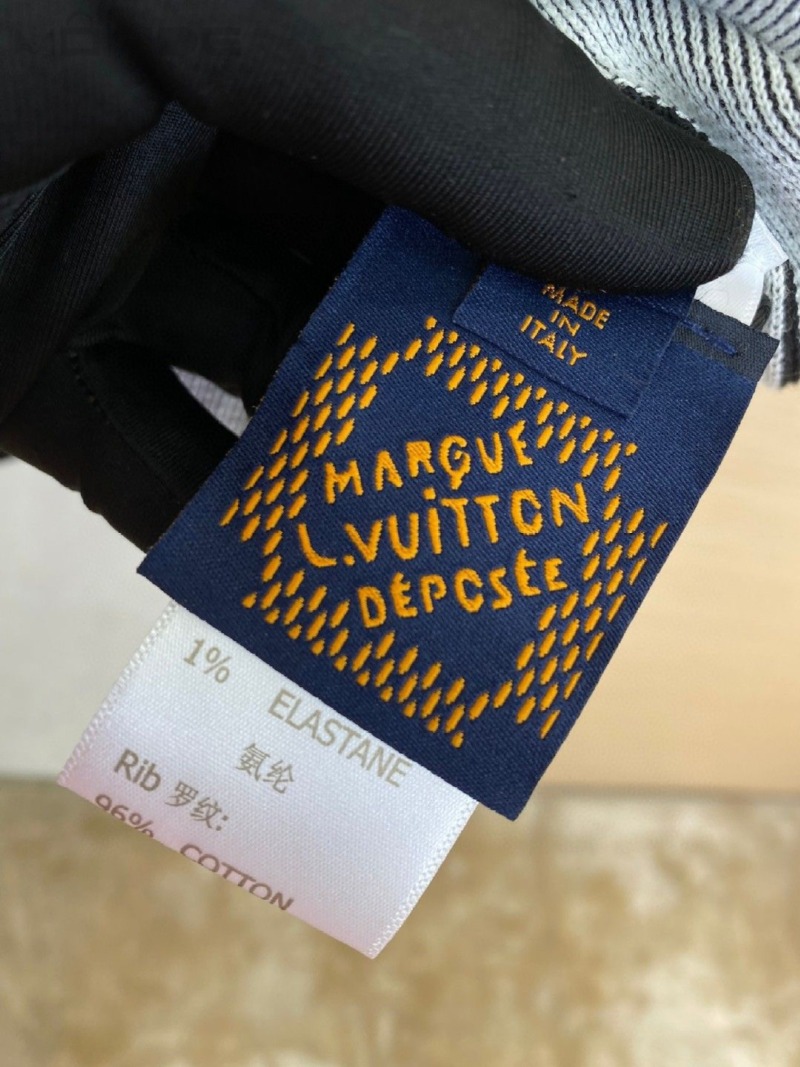 MADE
IN
ITALY
MARQUE
L.VUITTON
DÉPOSÉE
1% ELASTANE
氨纶
Rib 罗纹:
96% COTTON